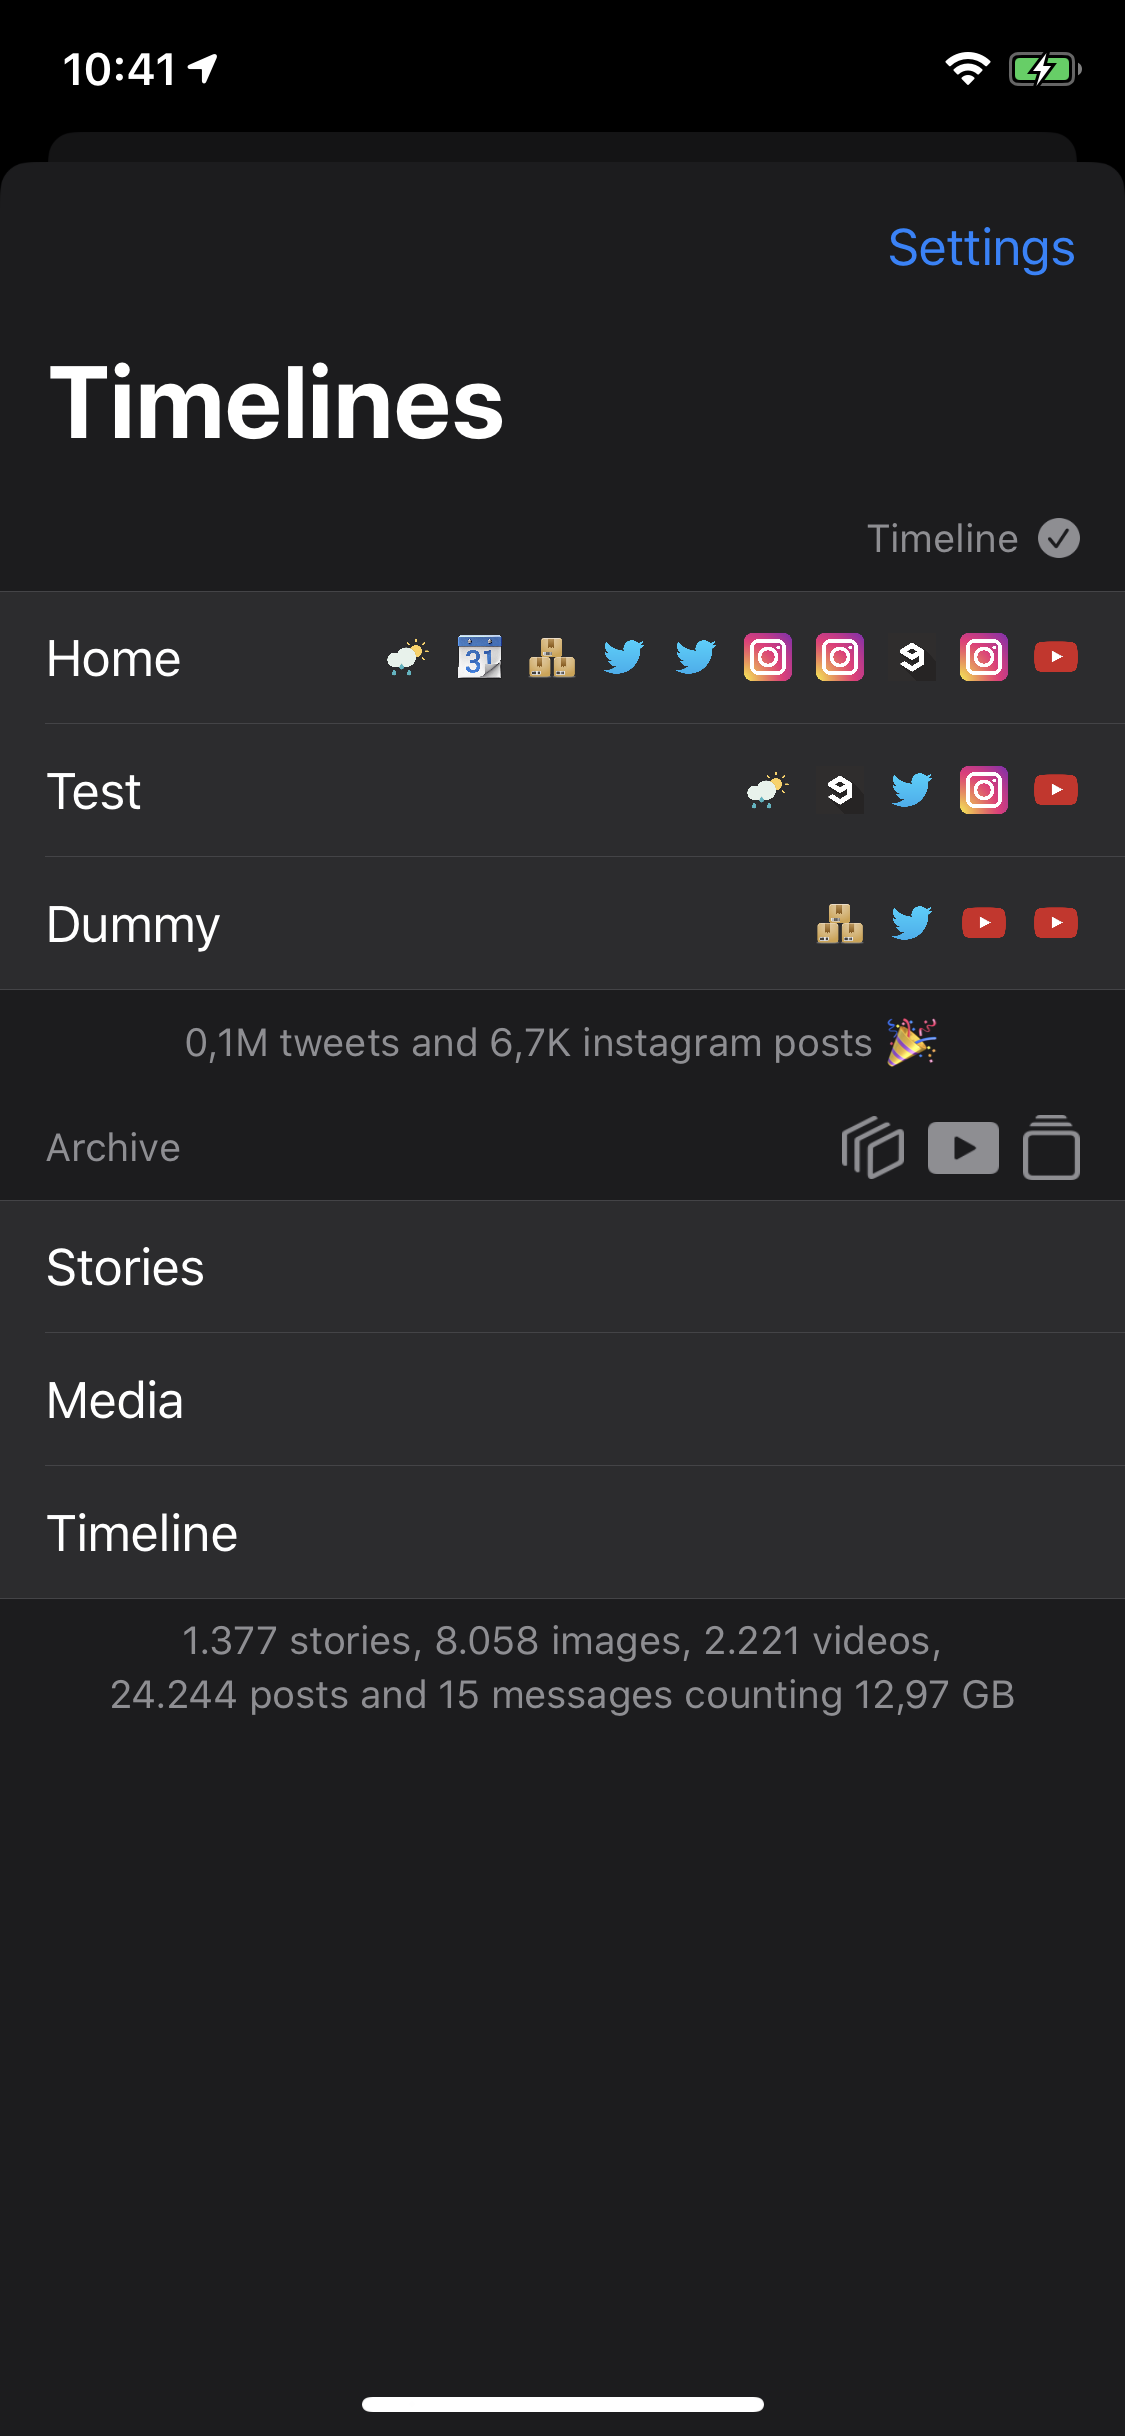 10:41
Settings
Timelines
Timeline
Home 31 9
Test 9
Dummy
0,1M tweets and 6,7K instagram posts 🎉
Archive
Stories
Media
Timeline
1.377 stories, 8.058 images, 2.221 videos,
24.244 posts and 15 messages counting 12,97 GB